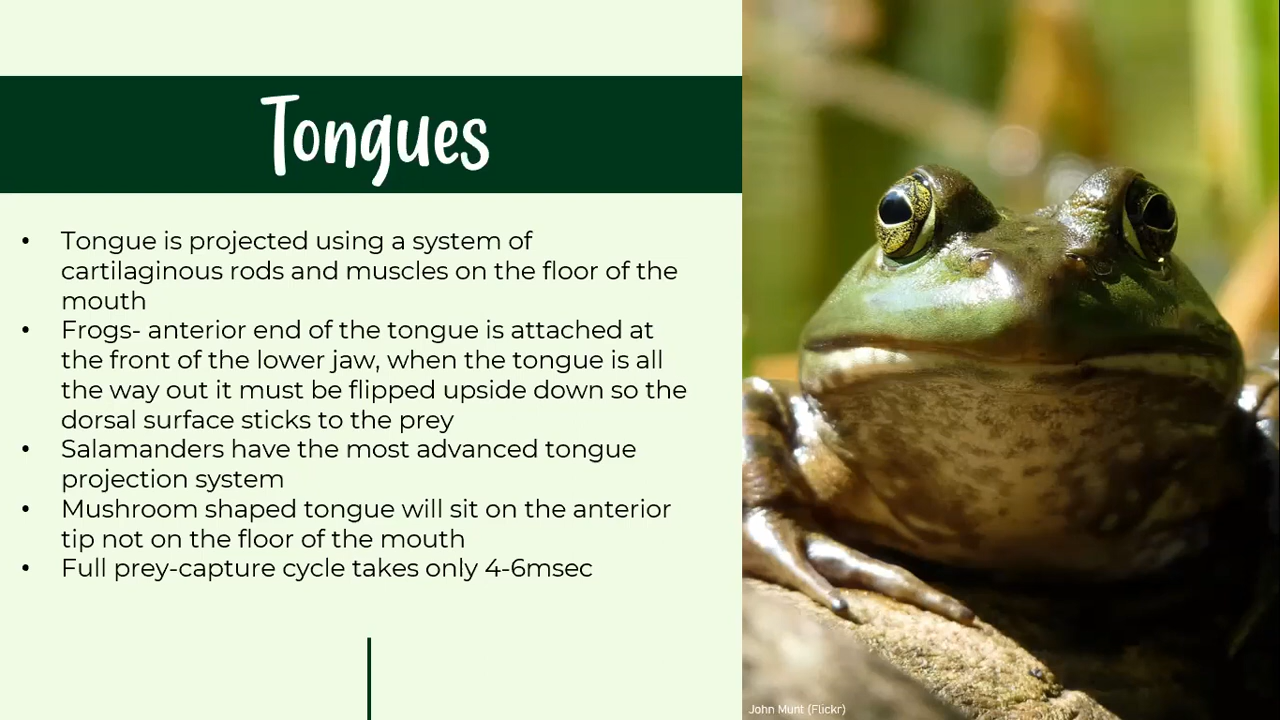 Tongues
• Tongue is projected using a system of
cartilaginous rods and muscles on the floor of the
mouth
• Frogs- anterior end of the tongue is attached at
the front of the lower jaw, when the tongue is all
the way out it must be flipped upside down so the
dorsal surface sticks to the prey
• Salamanders have the most advanced tongue
projection system
• Mushroom shaped tongue will sit on the anterior
tip not on the floor of the mouth
• Full prey-capture cycle takes only 4-6msec
John Munt (Flickr)